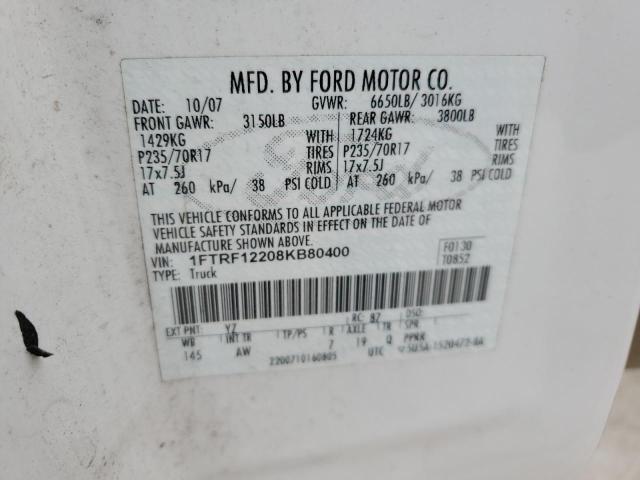 MFD. BY FORD MOTOR CO.
DATE: 10/07 GVWR: 6650LB/ 3016KG
FRONT GAWR: 3150LB REAR GAWR: 3800LB
1429KG WITH 1724KG WITH
P235/70R17 TIRES P235/70R17 TIRES
17x7.5J RIMS 17x7.5J RIMS
AT 260 kPa/ 38 PSI COLD AT 260 kPa/ 38 PSI COLD
THIS VEHICLE CONFORMS TO ALL APPLICABLE FEDERAL MOTOR
VEHICLE SAFETY STANDARDS IN EFFECT ON THE DATE OF
MANUFACTURE SHOWN ABOVE.
VIN: 1FTRF12208KB80400 F0130
TYPE: Truck T0852
RC: 87 DSO:
EXT PNT: YZ
WB INT TR TP/PS R AXLE TR SPR
145 AW 7 19 Q PPNR
2200710160805 UTC